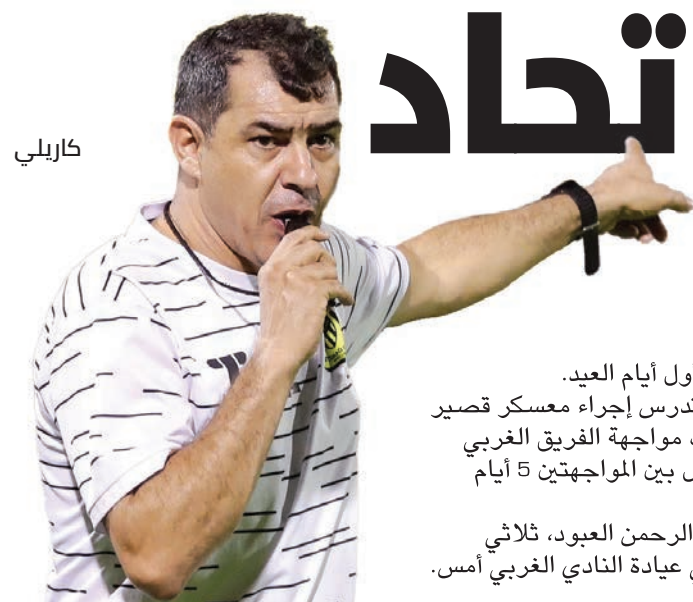 تحاد
كاريلي
ول أيام العيد.
تدرس إجراء معسكر قصير
مواجهة الفريق الغربي
بين المواجهتين 5 أيام
الرحمن العبود، ثلاثي
عيادة النادي الغربي أمس.